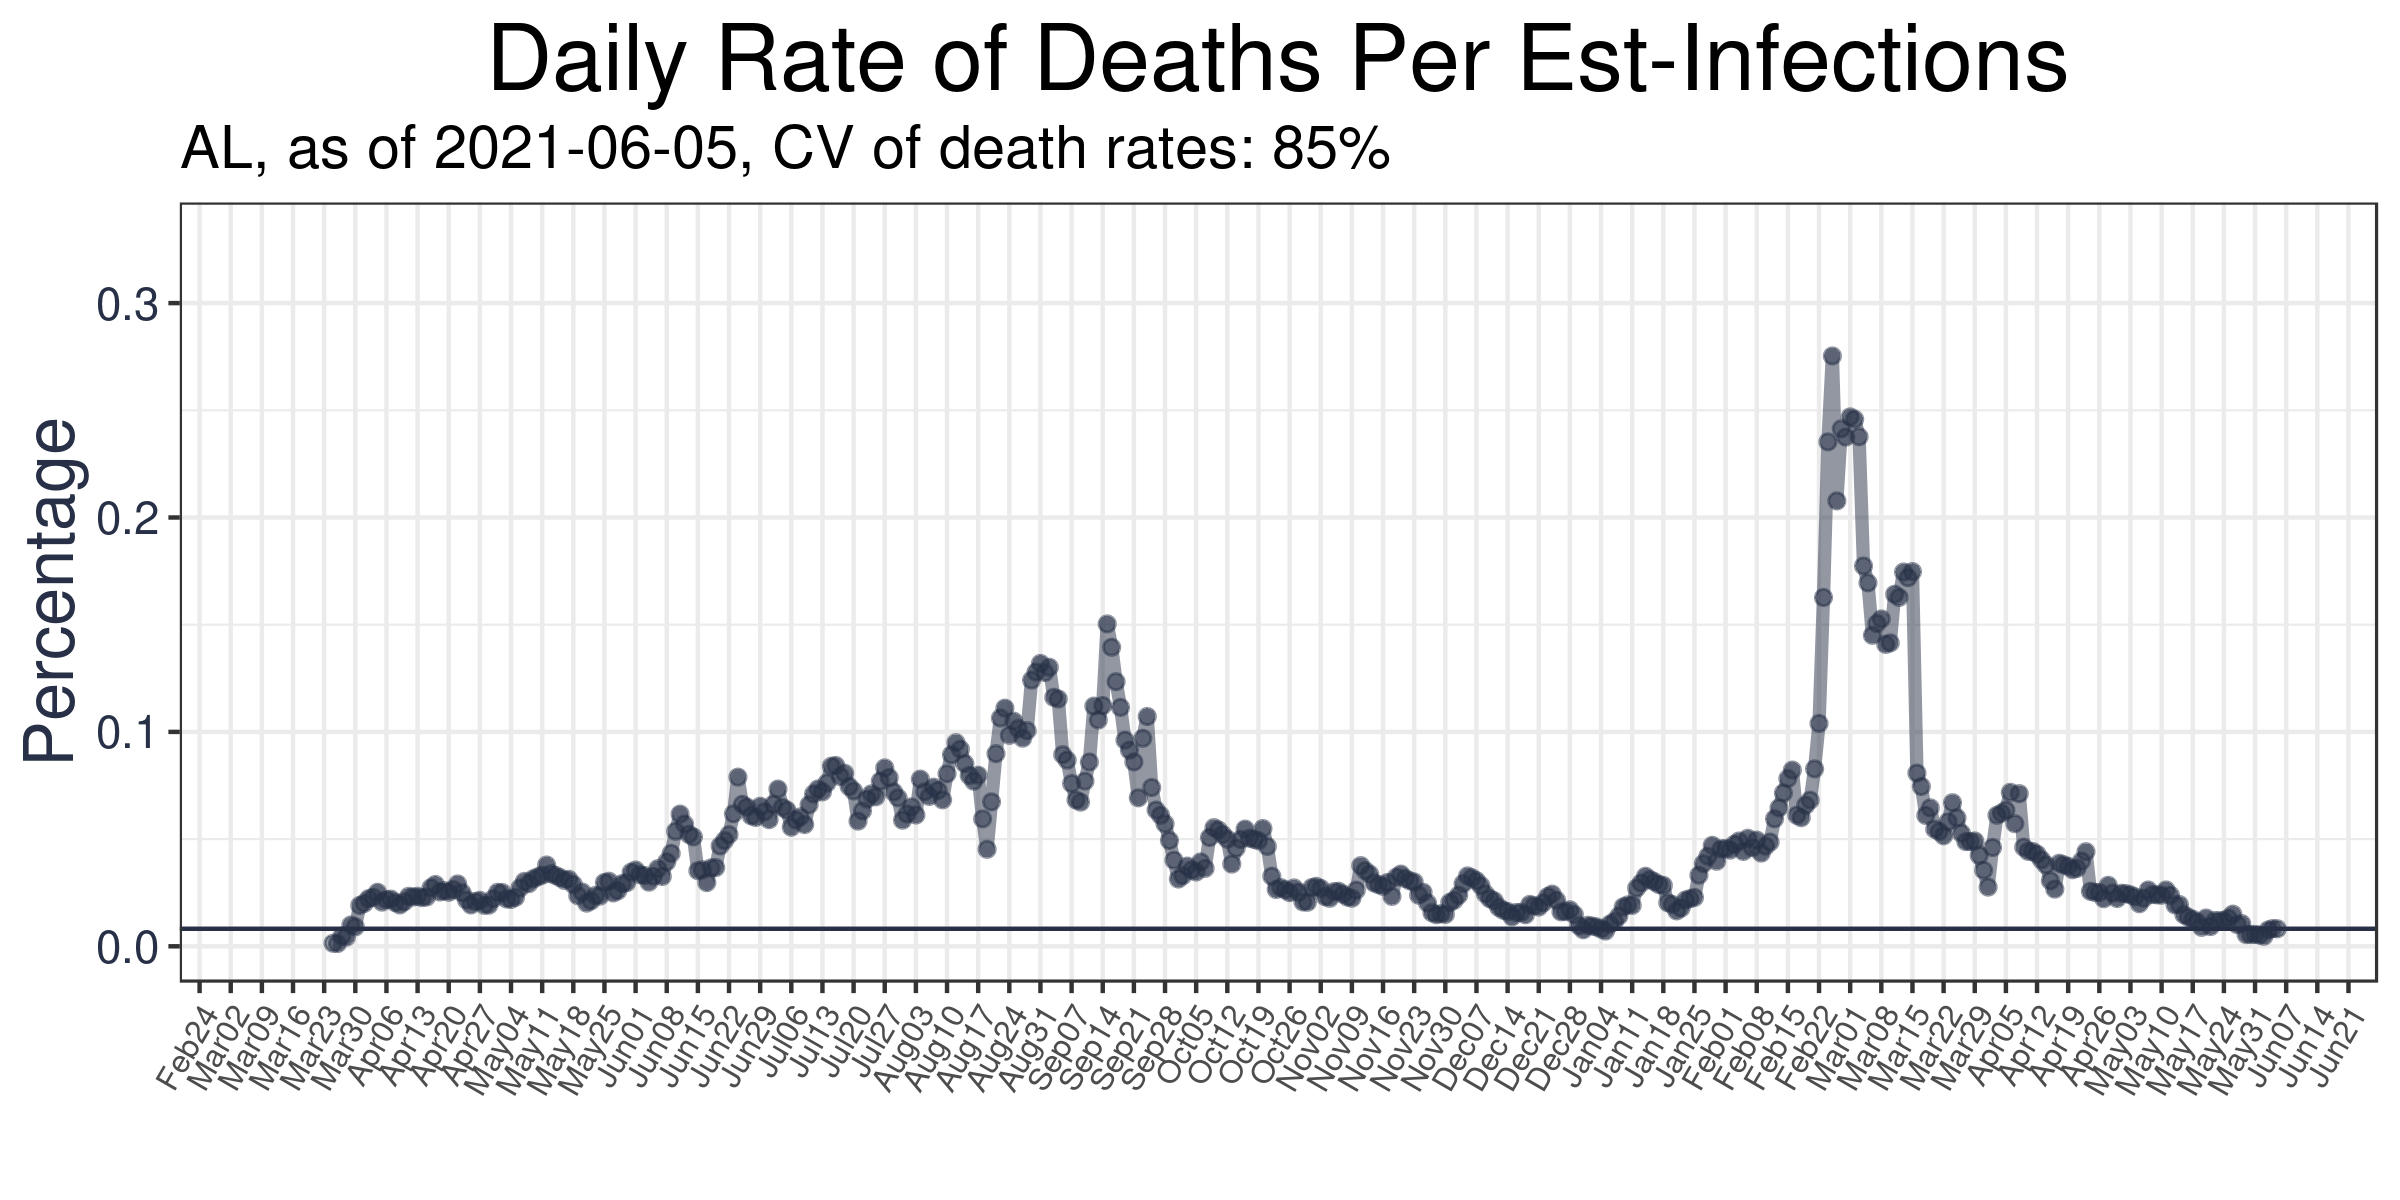 Daily Rate of Deaths Per Est-Infections
AL, as of 2021-06-05, CV of death rates: 85%
Percentage
0.3
0.2
0.1
0.0
Feb24
Mar02
Mar09
Mar16
Mar23
Mar30
Apr06
Apr13
Apr20
Apr27
May04
May11
May18
May25
Jun01
Jun08
Jun15
Jun22
Jun29
Jul06
Jul13
Jul20
Jul27
Aug03
Aug10
Aug17
Aug24
Aug31
Sep07
Sep14
Sep21
Sep28
Oct05
Oct12
Oct19
Oct26
Nov02
Nov09
Nov16
Nov23
Nov30
Dec07
Dec14
Dec21
Dec28
Jan04
Jan11
Jan18
Jan25
Feb01
Feb08
Feb15
Feb22
Mar01
Mar08
Mar15
Mar22
Mar29
Apr05
Apr12
Apr19
Apr26
May03
May10
May17
May24
May31
Jun07
Jun14
Jun21